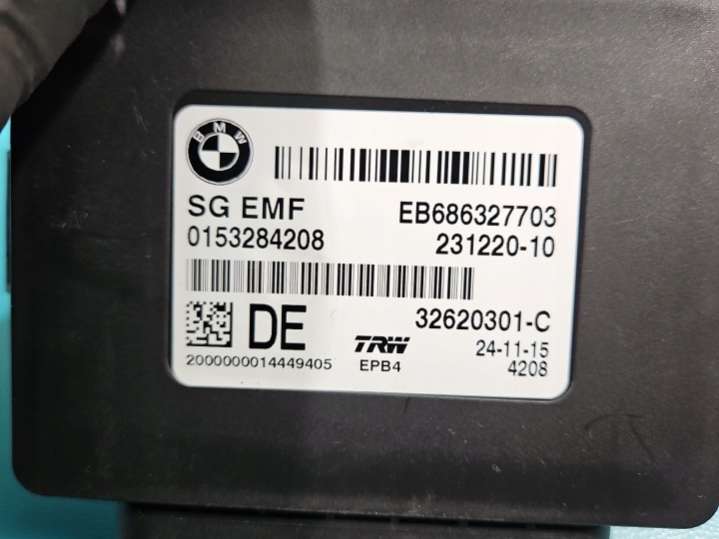 BMW
SG EMF EB686327703
0153284208 231220-10
DE 32620301-C
TRW 24-11-15
2000000014449405 EPB4 4208